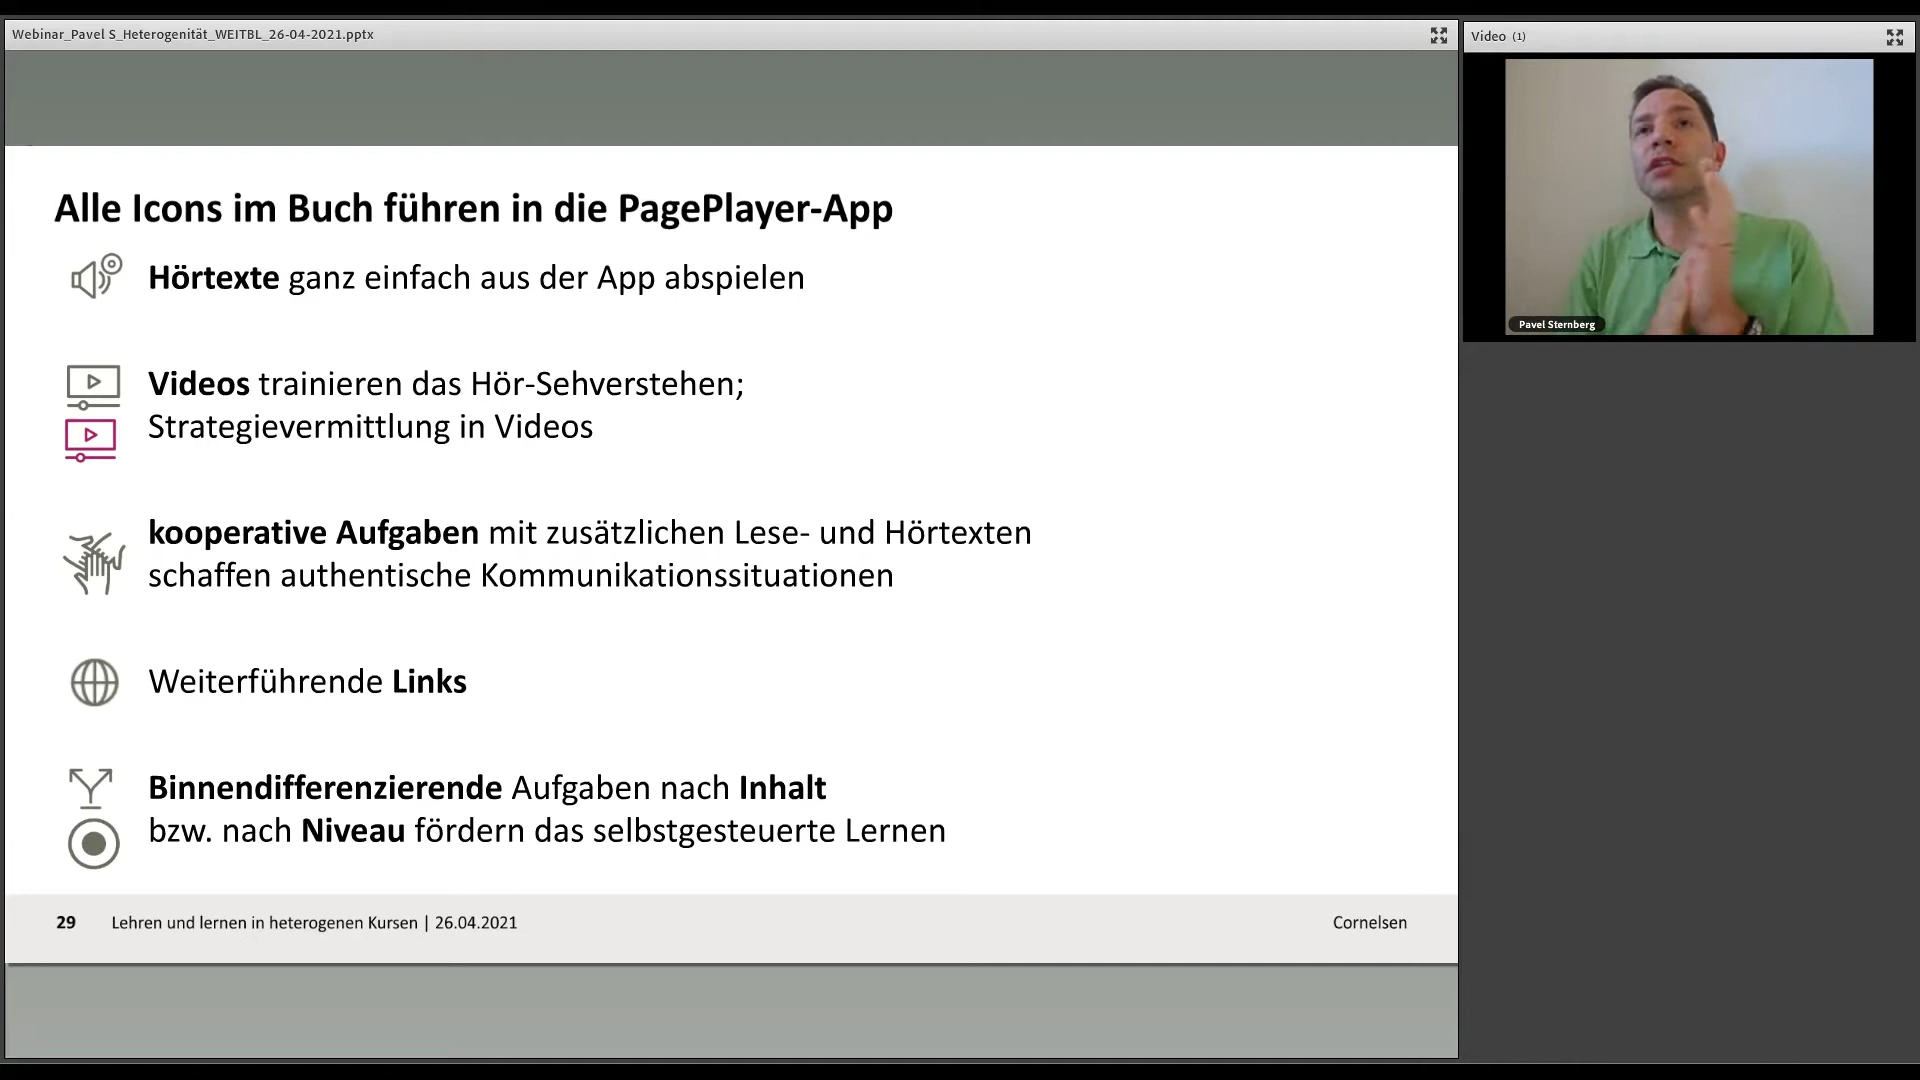 Webinar_Pavel S_Heterogenität_WEITBL_26-04-2021.pptx
Video (1)
Pavel Sternberg
Alle Icons im Buch führen in die PagePlayer-App
Hörtexte ganz einfach aus der App abspielen
Videos trainieren das Hör-Sehverstehen;
Strategievermittlung in Videos
kooperative Aufgaben mit zusätzlichen Lese- und Hörtexten
schaffen authentische Kommunikationssituationen
Weiterführende Links
Binnendifferenzierende Aufgaben nach Inhalt
bzw. nach Niveau fördern das selbstgesteuerte Lernen
29 Lehren und lernen in heterogenen Kursen | 26.04.2021 Cornelsen